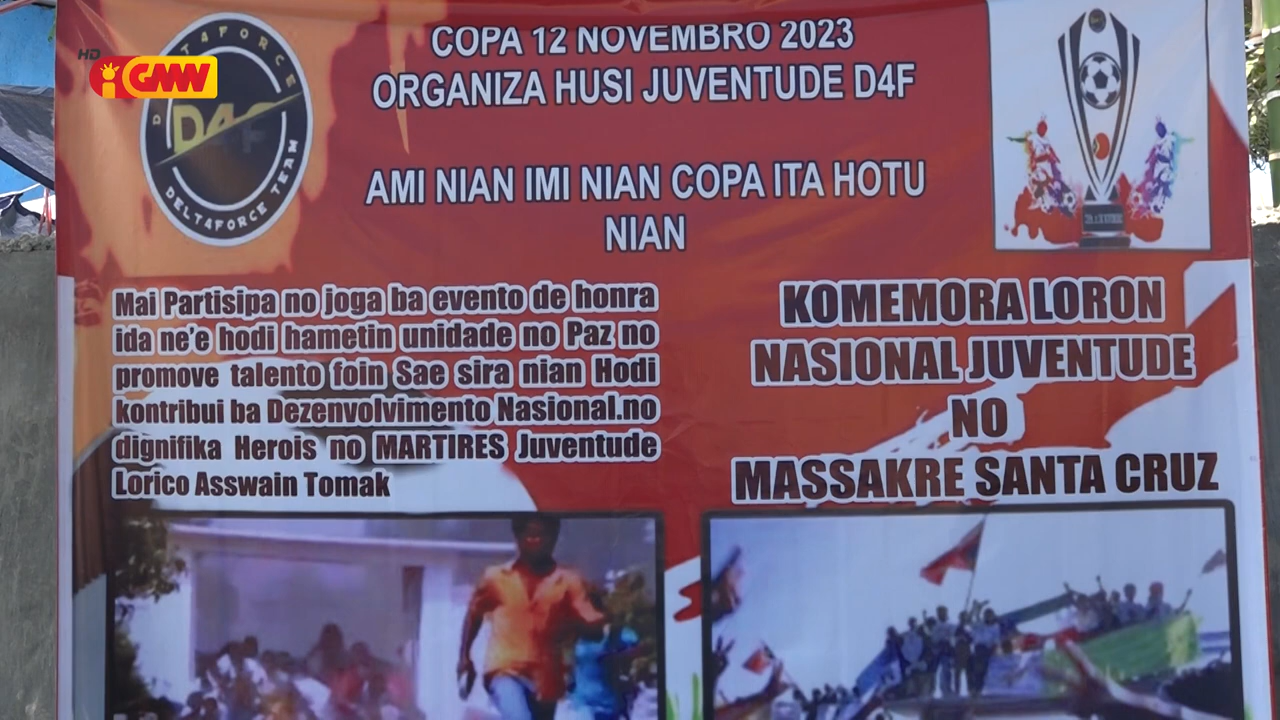 HD
GMW
DELT4FORCE
D4F
DELT4FORCE TEAM
COPA 12 NOVEMBRO 2023
ORGANIZA HUSI JUVENTUDE D4F
AMI NIAN IMI NIAN COPA ITA HOTU
NIAN
Mai Partisipa no joga ba evento de honra
ida ne'e hodi hametin unidade no Paz no
promove talento foin Sae sira nian Hodi
kontribui ba Dezenvolvimento Nasional.no
dignifika Herois no MARTIRES Juventude
Lorico Asswain Tomak
KOMEMORA LORON
NASIONAL JUVENTUDE
NO
MASSAKRE SANTA CRUZ